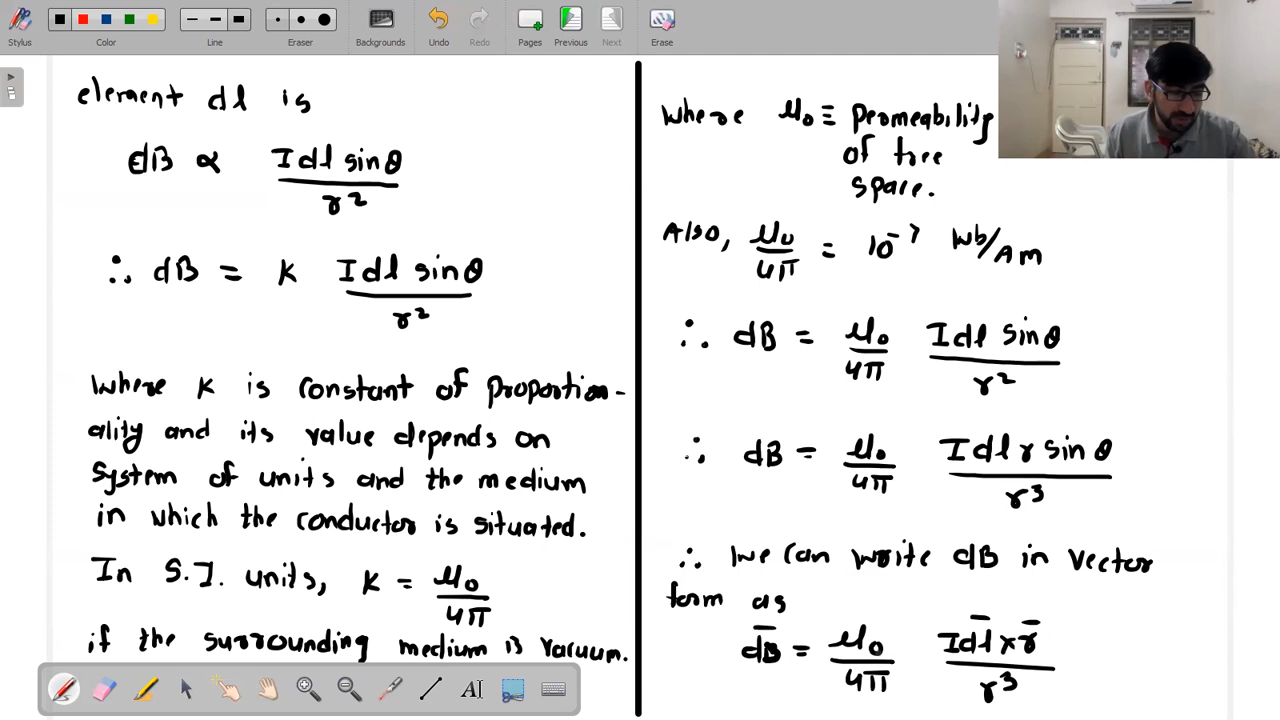 Stylus
Color
Line
Eraser
Backgrounds
Undo
Redo
Pages
Previous
Next
Erase
element dl is
dB ∝ Idl sinθ / r²
∴ dB = K Idl sinθ / r²
Where K is constant of proportion-
ality and its value depends on
System of units and the medium
in which the conductor is situated.
In S.I. units, K = μ₀ / 4π
if the surrounding medium is vacuum.
Where μ₀ ≡ permeability
of free
space.
Also, μ₀ / 4π = 10⁻⁷ Wb/Am
∴ dB = μ₀ / 4π Idl sinθ / r²
∴ dB = μ₀ / 4π Idl r sinθ / r³
∴ We can write dB in vector
form as
d̅B̅ = μ₀ / 4π Id̅l̅ × r̅ / r³
AI